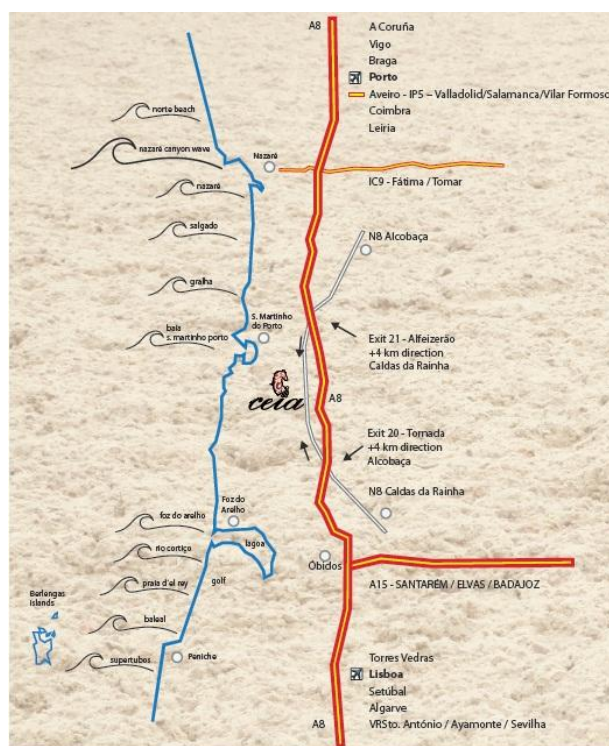 A8
A Coruña
Vigo
Braga
Porto
Aveiro - IP5 – Valladolid/Salamanca/Vilar Formoso
Coimbra
Leiria
norte beach
nazaré canyon wave
Nazaré
nazaré
IC9 - Fátima / Tomar
salgado
N8 Alcobaça
gralha
S. Martinho
do Porto
baía
s. martinho porto
Exit 21 - Alfeizerão
+4 km direction
Caldas da Rainha
ceia
A8
Exit 20 - Tornada
+4 km direction
Alcobaça
N8 Caldas da Rainha
Foz do
Arelho
foz do arelho
lagoa
rio cortiço
Óbidos
praia d'el rey
golf
A15 - SANTARÉM / ELVAS / BADAJOZ
Berlengas
Islands
baleal
supertubos
Peniche
Torres Vedras
Lisboa
Setúbal
Algarve
A8
VRSto. António / Ayamonte / Sevilha